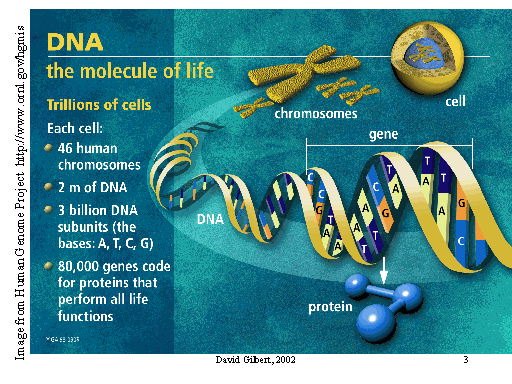 Image from Human Genome Project http://www.ornl.gov/hgmis
DNA
the molecule of life
Trillions of cells
Each cell:
46 human
chromosomes
2 m of DNA
3 billion DNA
subunits (the
bases: A, T, C, G)
80,000 genes code
for proteins that
perform all life
functions
chromosomes
cell
gene
DNA
C
C
G
T
A
A
C
T
A
A
G
T
T
A
T
A
T
G
C
protein
David Gilbert, 2002
3